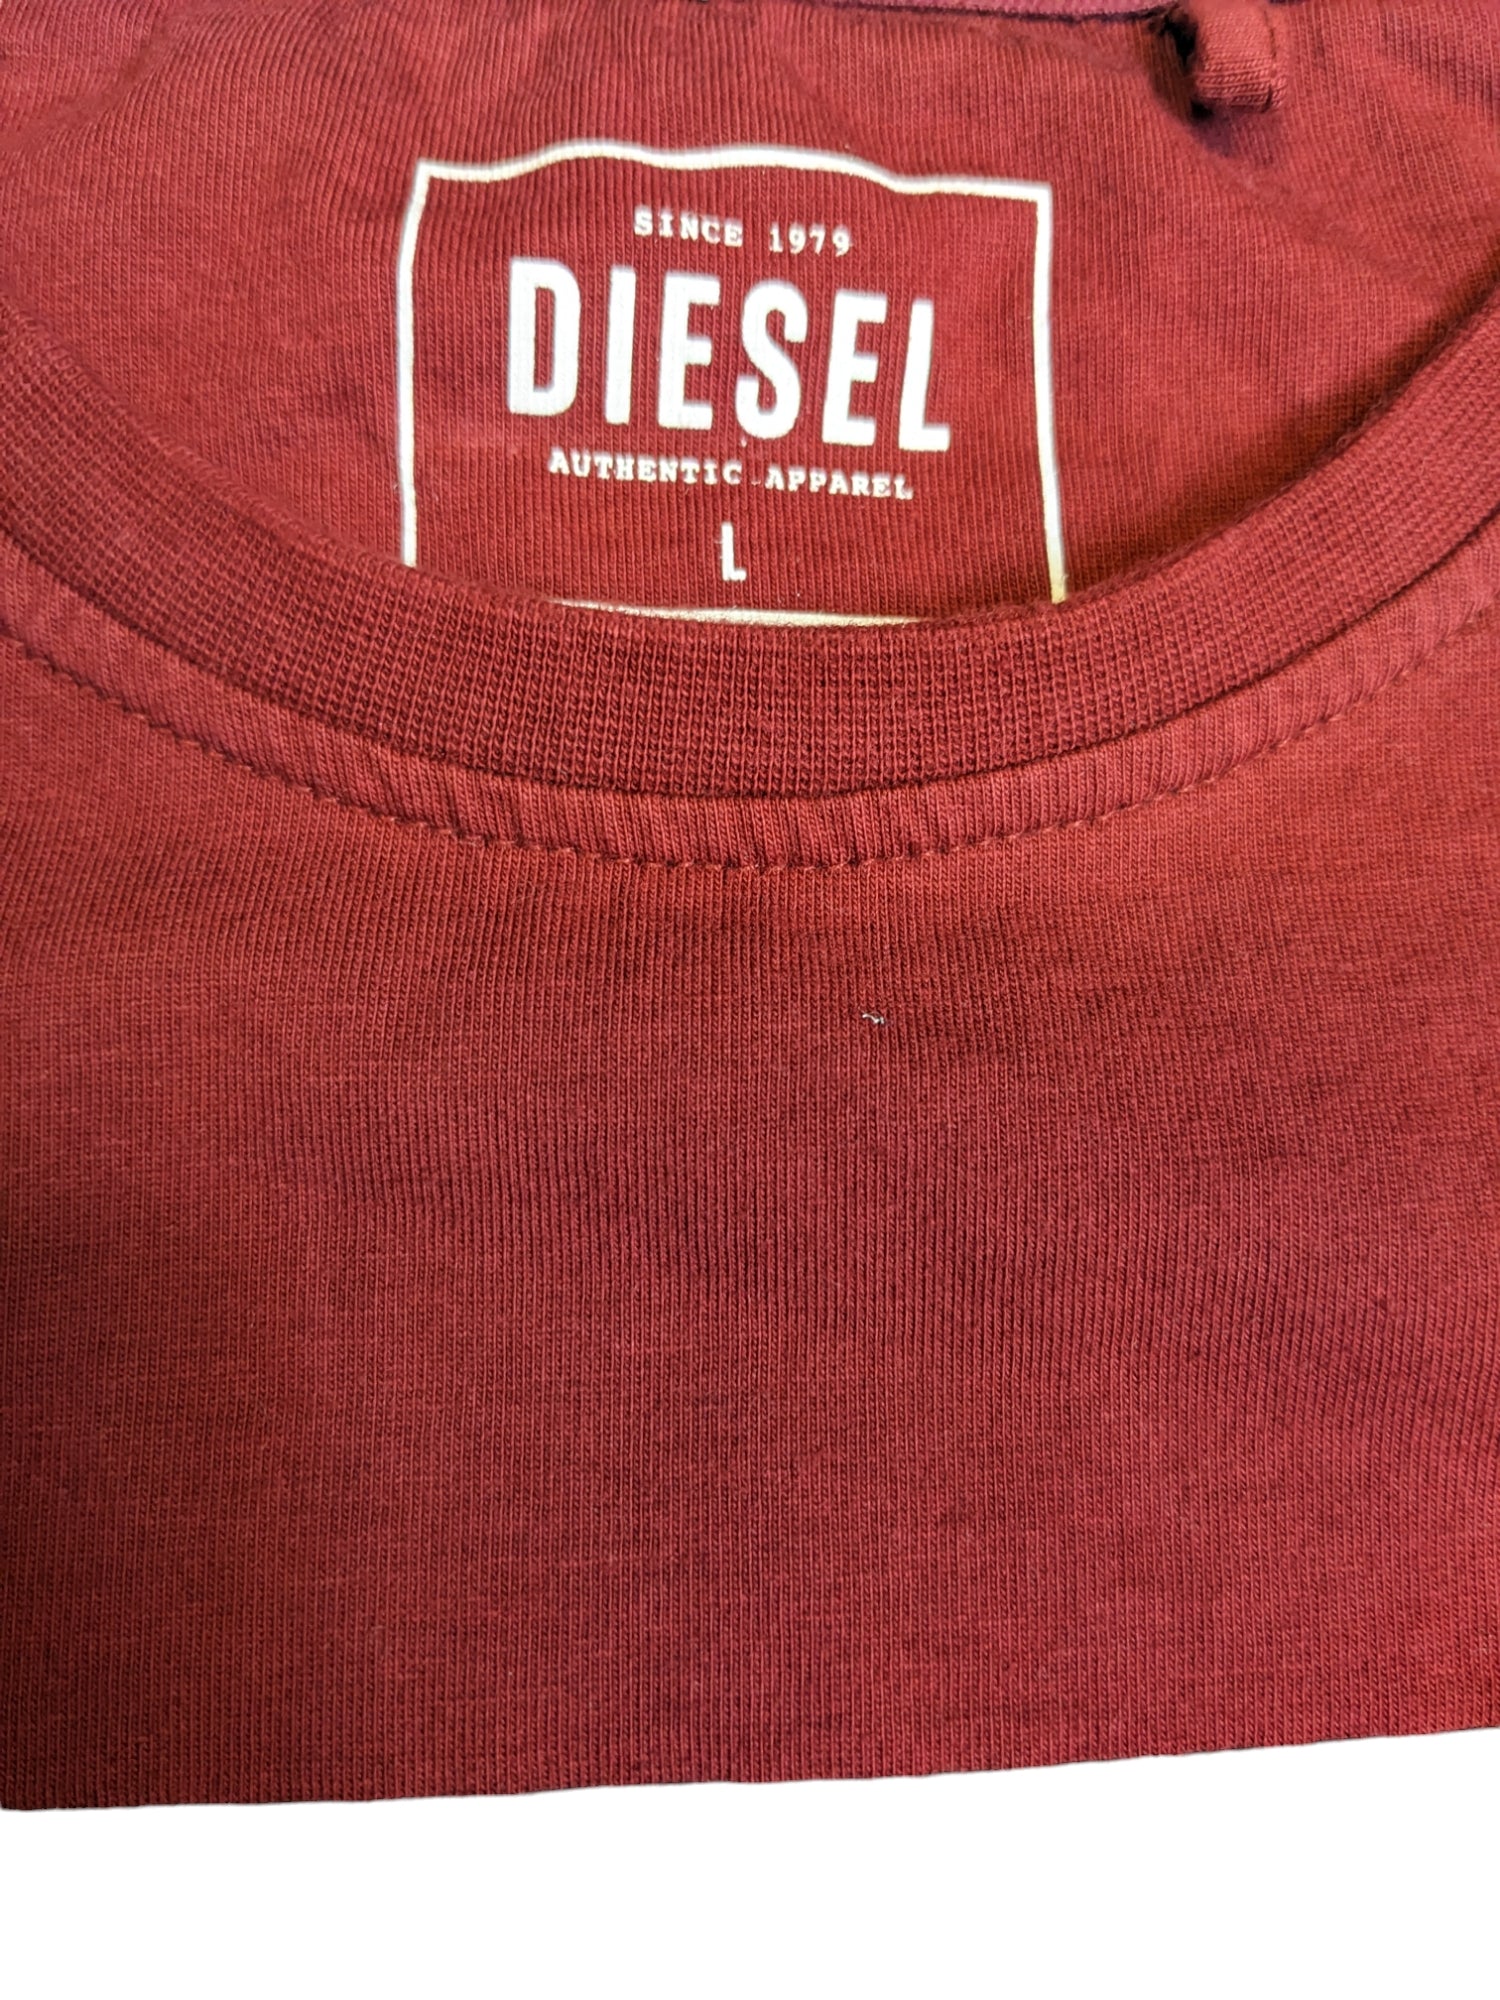 SINCE 1979
DIESEL
AUTHENTIC APPAREL
L